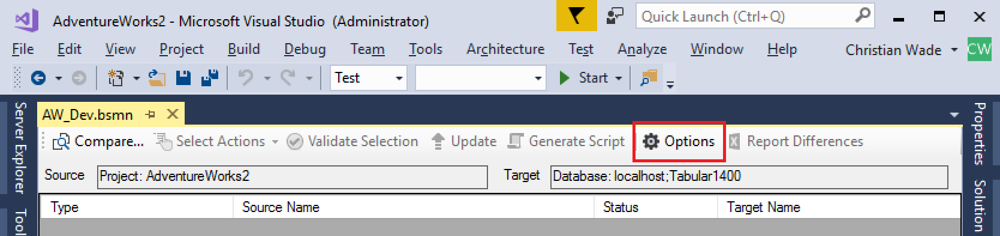 AdventureWorks2 - Microsoft Visual Studio (Administrator)
Quick Launch (Ctrl+Q)
File Edit View Project Build Debug Team Tools Architecture Test Analyze Window Help Christian Wade CW
Test Start
Server Explorer
Tool
AW_Dev.bsmn
Compare... Select Actions Validate Selection Update Generate Script Options Report Differences
Source Project: AdventureWorks2 Target Database: localhost;Tabular1400
Type Source Name Status Target Name
Properties
Solution